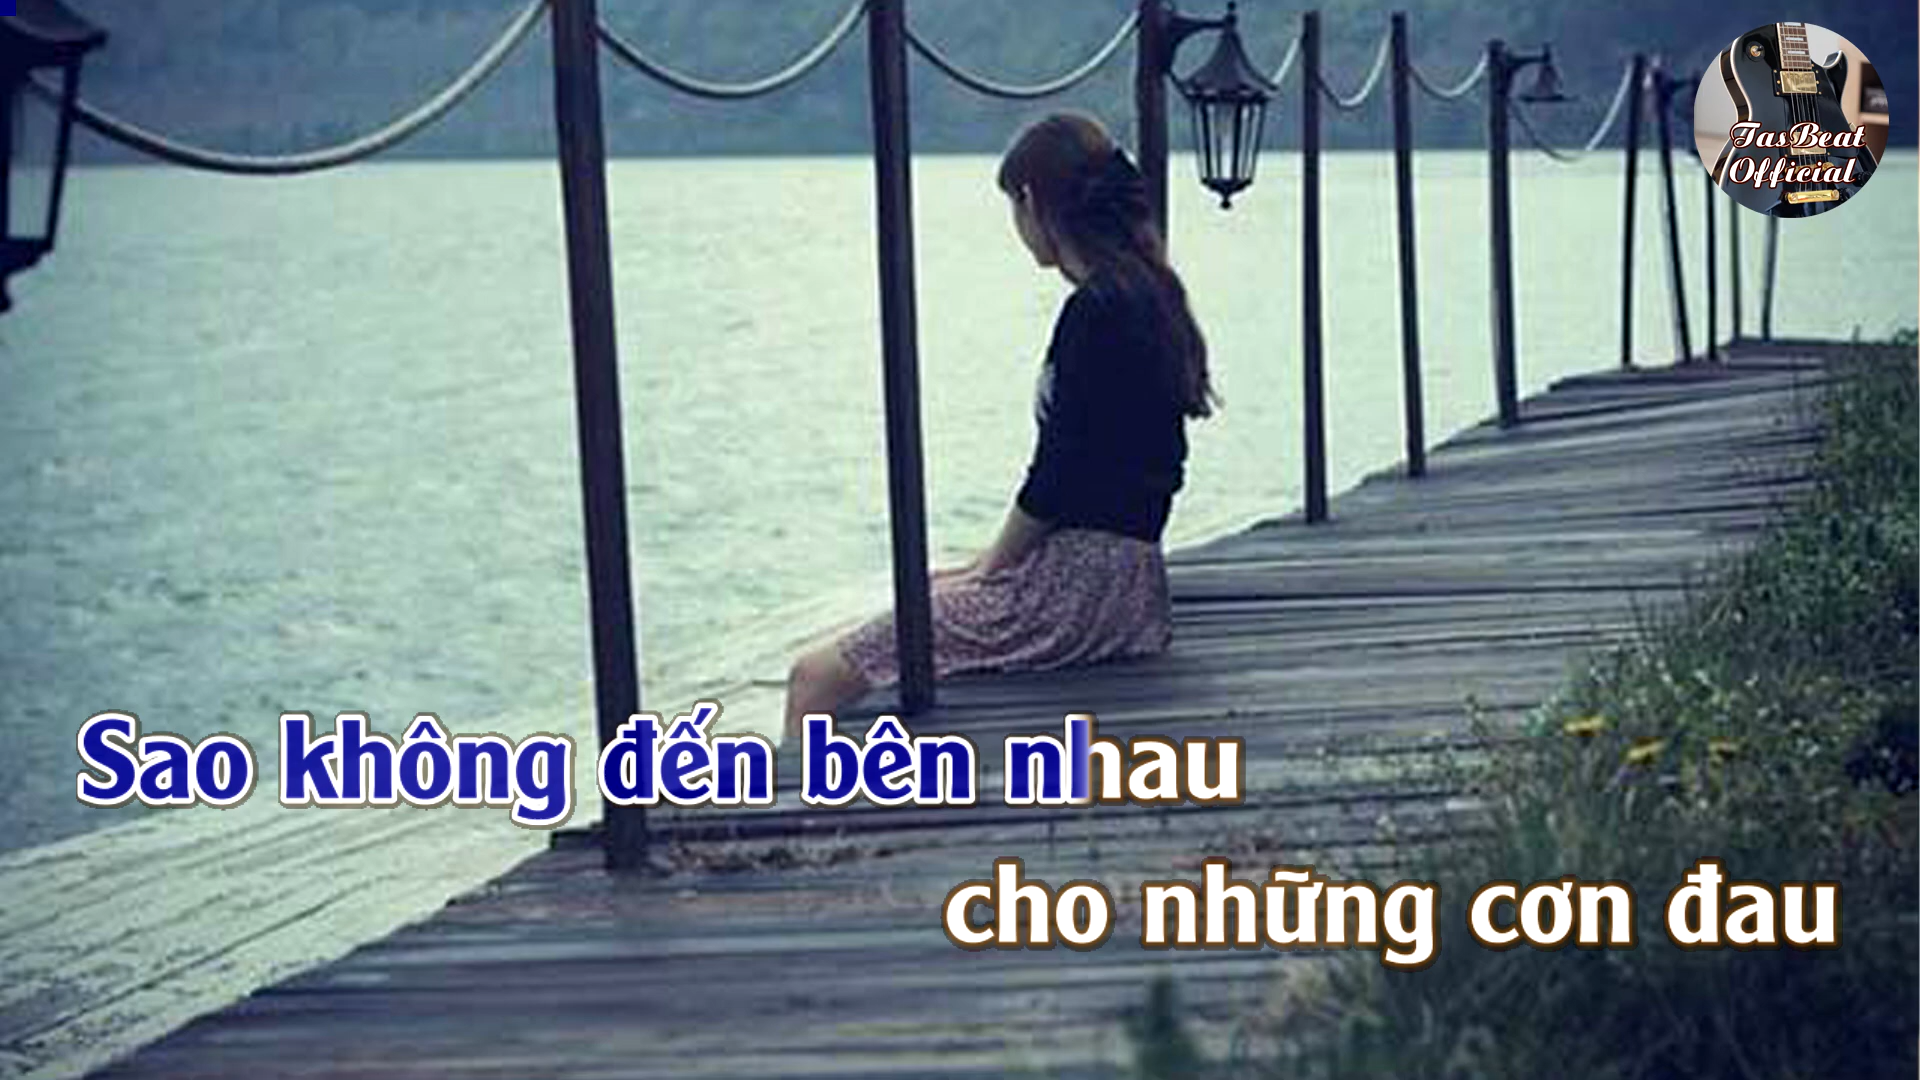 TasBeat
Official
Sao không đến bên nhau
cho những cơn đau